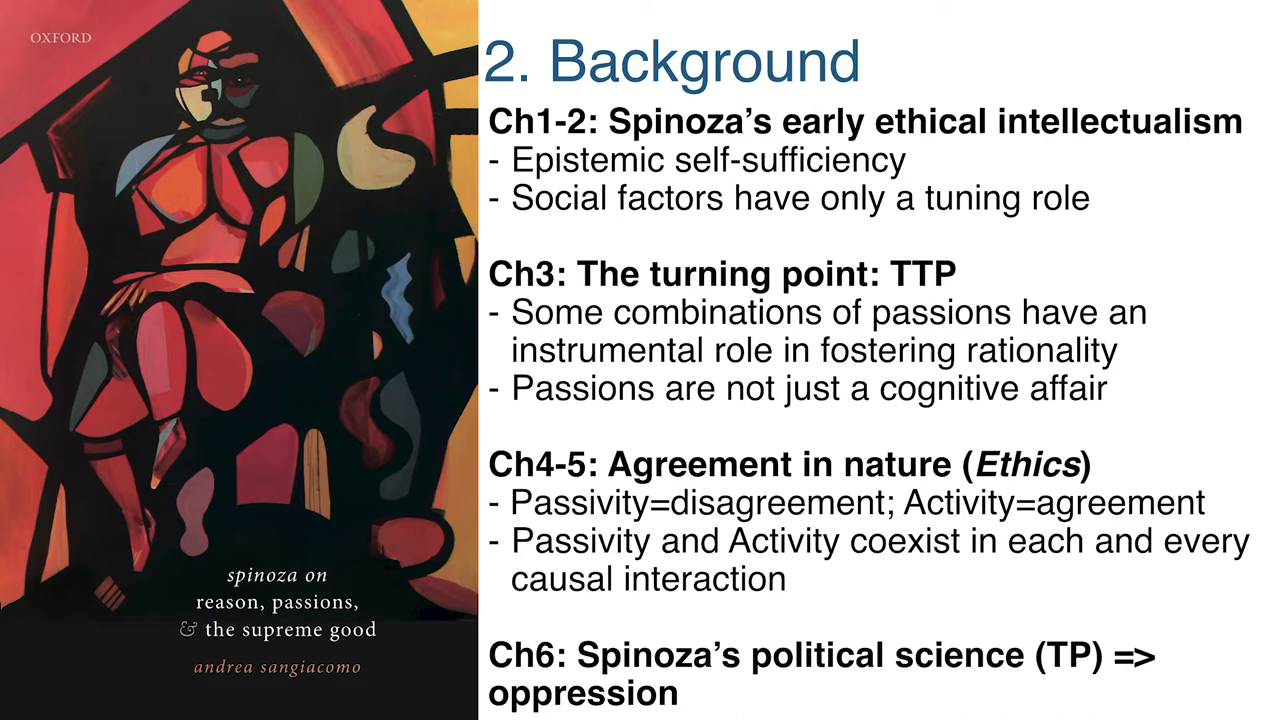 OXFORD
spinoza on
reason, passions,
& the supreme good
andrea sangiacomo
2. Background
Ch1-2: Spinoza’s early ethical intellectualism
- Epistemic self-sufficiency
- Social factors have only a tuning role
Ch3: The turning point: TTP
- Some combinations of passions have an
instrumental role in fostering rationality
- Passions are not just a cognitive affair
Ch4-5: Agreement in nature (Ethics)
- Passivity=disagreement; Activity=agreement
- Passivity and Activity coexist in each and every
causal interaction
Ch6: Spinoza’s political science (TP) =>
oppression